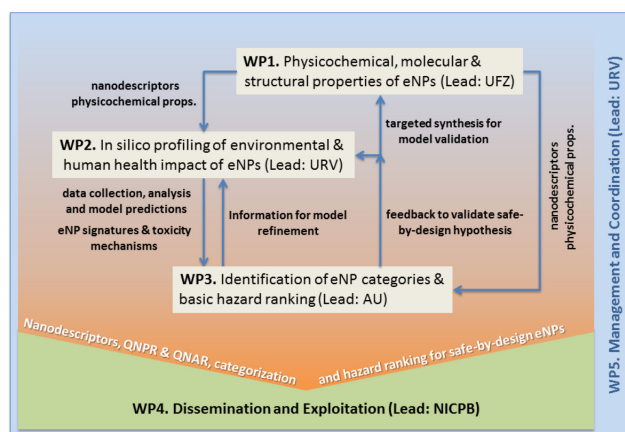 WP1. Physicochemical, molecular &
structural properties of eNPs (Lead: UFZ)
nanodescriptors
physicochemical props.
targeted synthesis for
model validation
WP2. In silico profiling of environmental &
human health impact of eNPs (Lead: URV)
data collection, analysis
and model predictions
eNP signatures & toxicity
mechanisms
Information for model
refinement
feedback to validate safe-
by-design hypothesis
nanodescriptors
physicochemical props.
WP3. Identification of eNP categories &
basic hazard ranking (Lead: AU)
Nanodescriptors, QNPR & QNAR, categorization
and hazard ranking for safe-by-design eNPs
WP4. Dissemination and Exploitation (Lead: NICPB)
WP5. Management and Coordination (Lead: URV)